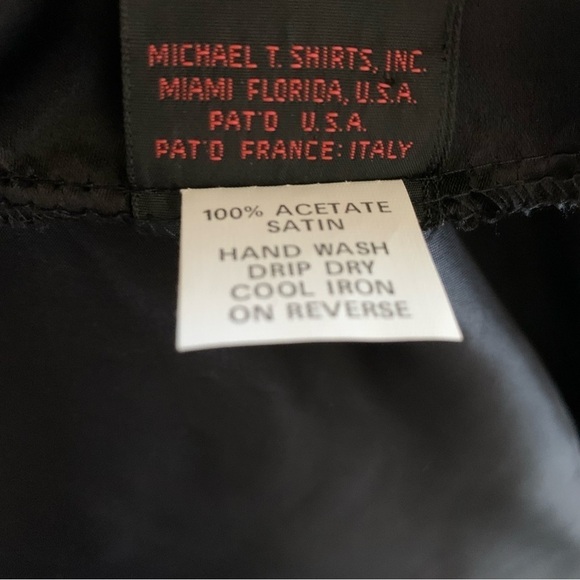 MICHAEL T. SHIRTS, INC.
MIAMI FLORIDA, U.S.A.
PAT'D U.S.A.
PAT'D FRANCE: ITALY
100% ACETATE
SATIN
HAND WASH
DRIP DRY
COOL IRON
ON REVERSE